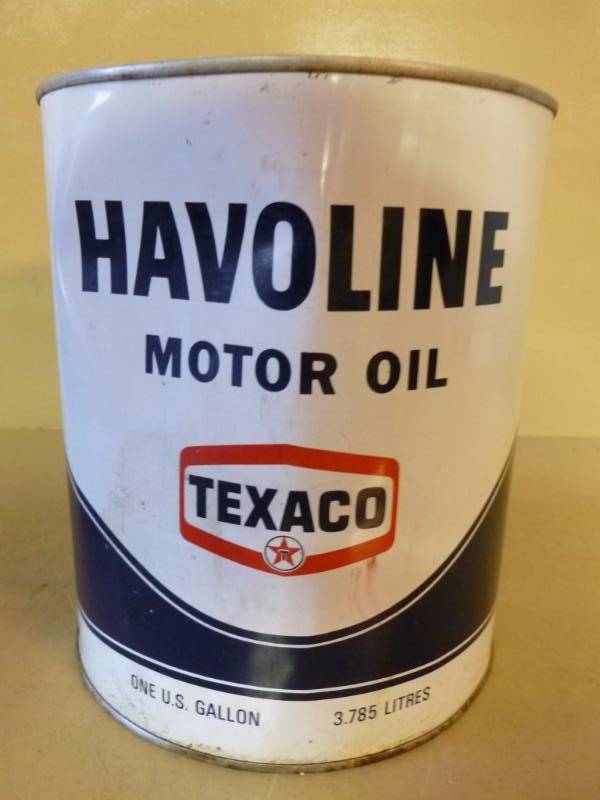 HAVOLINE
MOTOR OIL
TEXACO
T
ONE U.S. GALLON 3.785 LITRES